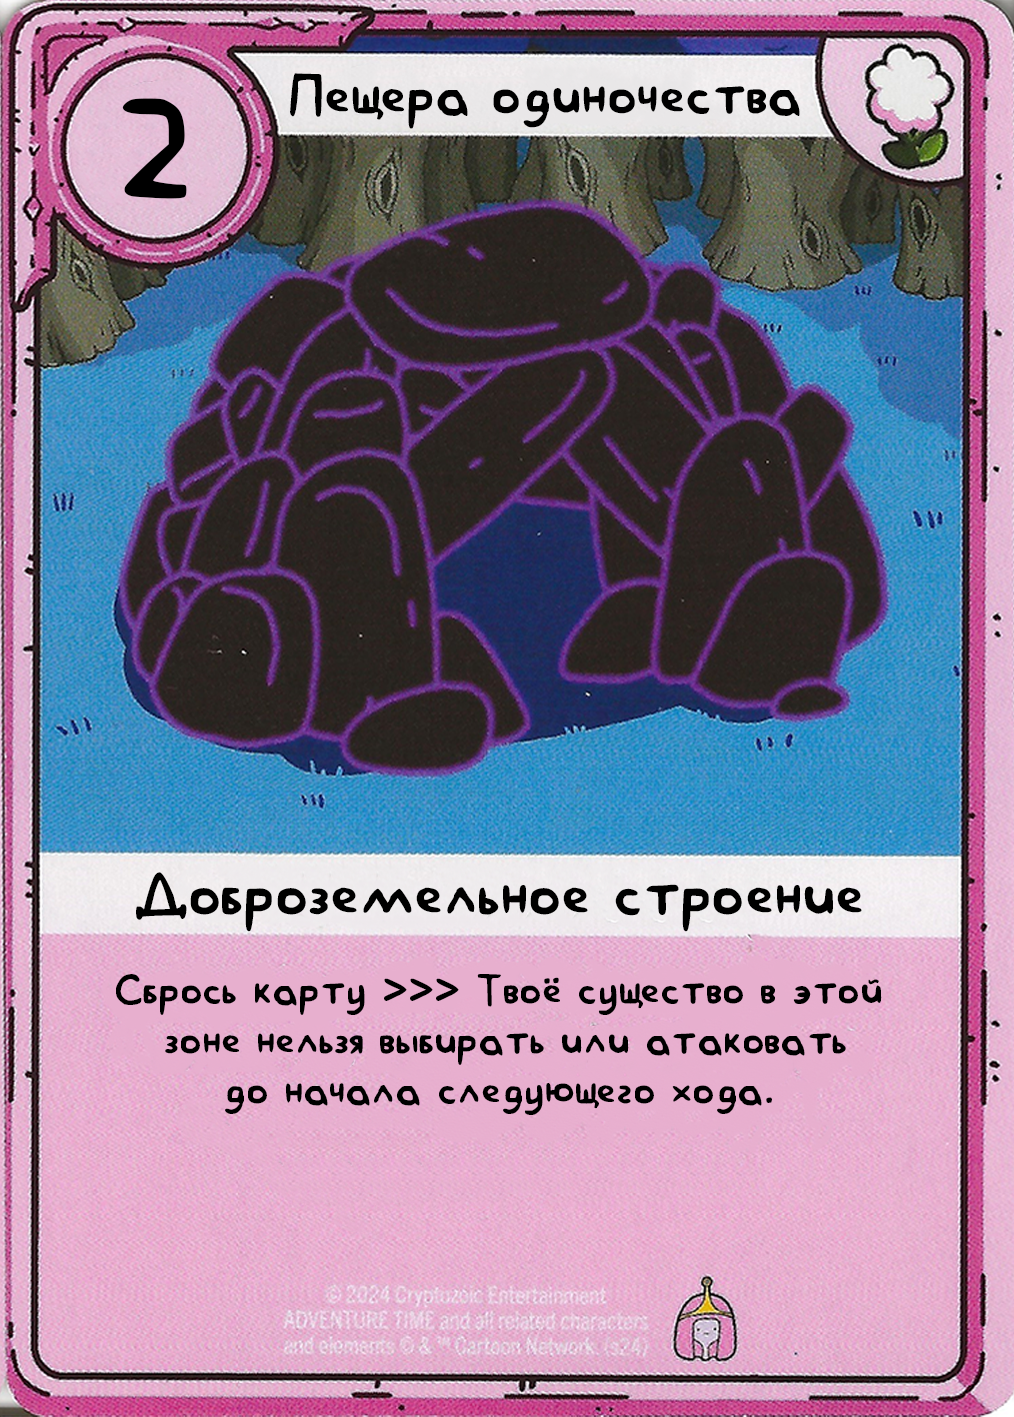 2
Пещера одиночества
Доброземельное строение
Сбрось карту >>> Твоё существо в этой
зоне нельзя выбирать или атаковать
до начала следующего хода.
© 2024 Cryptozoic Entertainment
ADVENTURE TIME and all related characters
and elements © & ™ Cartoon Network. (s24)